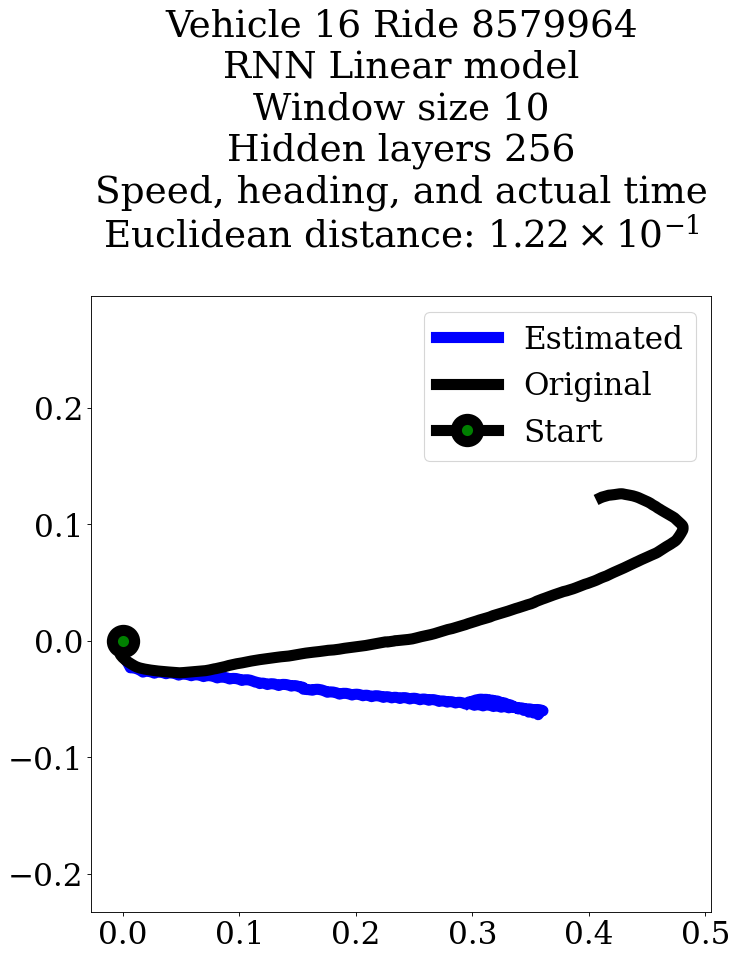 Vehicle 16 Ride 8579964
RNN Linear model
Window size 10
Hidden layers 256
Speed, heading, and actual time
Euclidean distance: 1.22 × 10⁻¹
Estimated
Original
Start
0.2
0.1
0.0
−0.1
−0.2
0.0 0.1 0.2 0.3 0.4 0.5